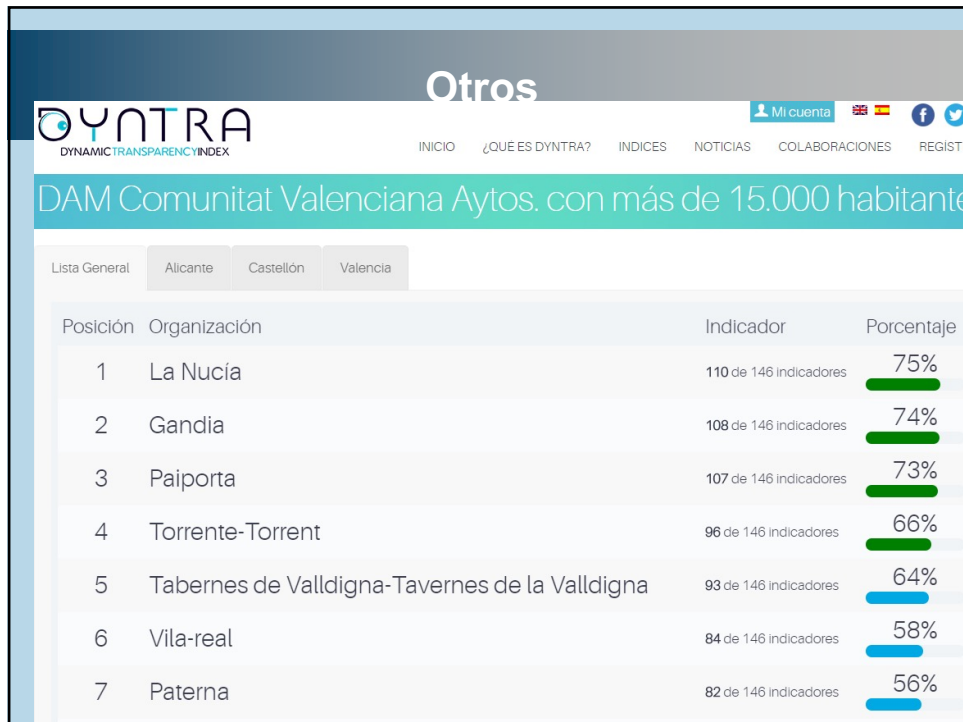 Otros
DYNTRA
DYNAMICTRANSPARENCYINDEX
Mi cuenta
INICIO ¿QUÉ ES DYNTRA? INDICES NOTICIAS COLABORACIONES REGIST
DAM Comunitat Valenciana Aytos. con más de 15.000 habitante
Lista General Alicante Castellón Valencia
Posición Organización Indicador Porcentaje
1 La Nucía 110 de 146 indicadores 75%
2 Gandia 108 de 146 indicadores 74%
3 Paiporta 107 de 146 indicadores 73%
4 Torrente-Torrent 96 de 146 indicadores 66%
5 Tabernes de Valldigna-Tavernes de la Valldigna 93 de 146 indicadores 64%
6 Vila-real 84 de 146 indicadores 58%
7 Paterna 82 de 146 indicadores 56%